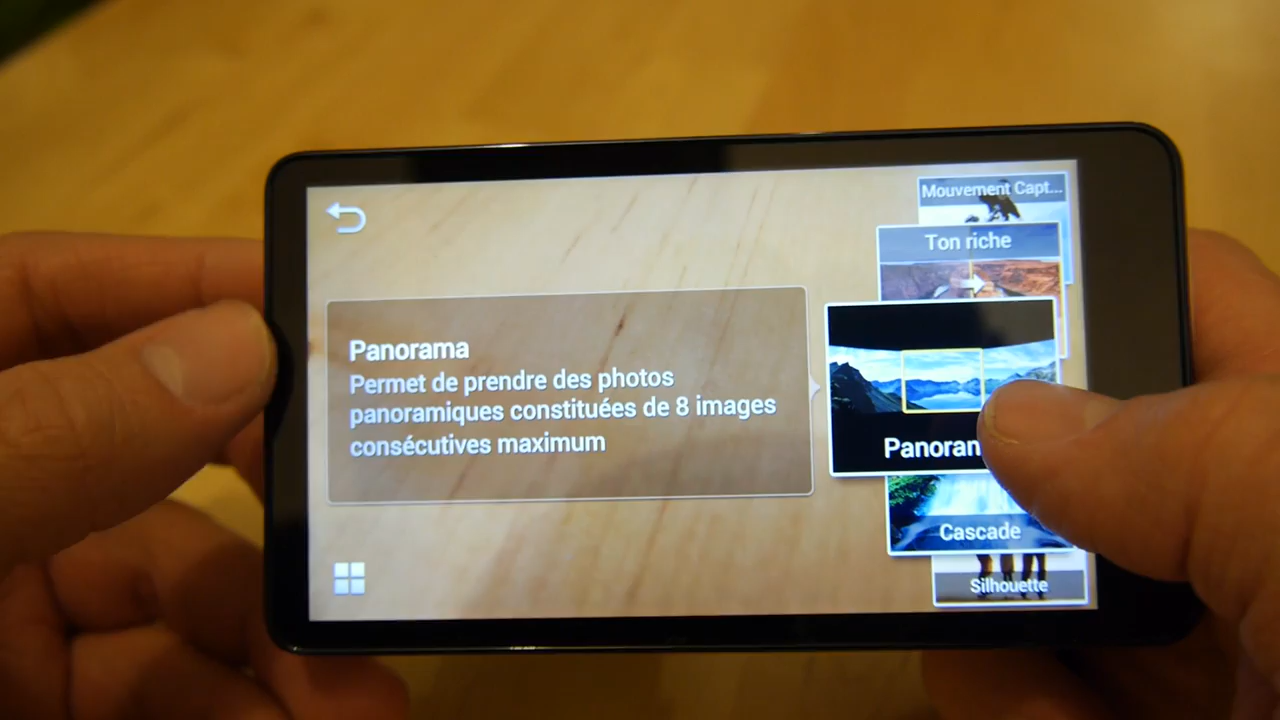 Mouvement Capt...
Ton riche
Panorama
Permet de prendre des photos
panoramiques constituées de 8 images
consécutives maximum
Panoram
Cascade
Silhouette